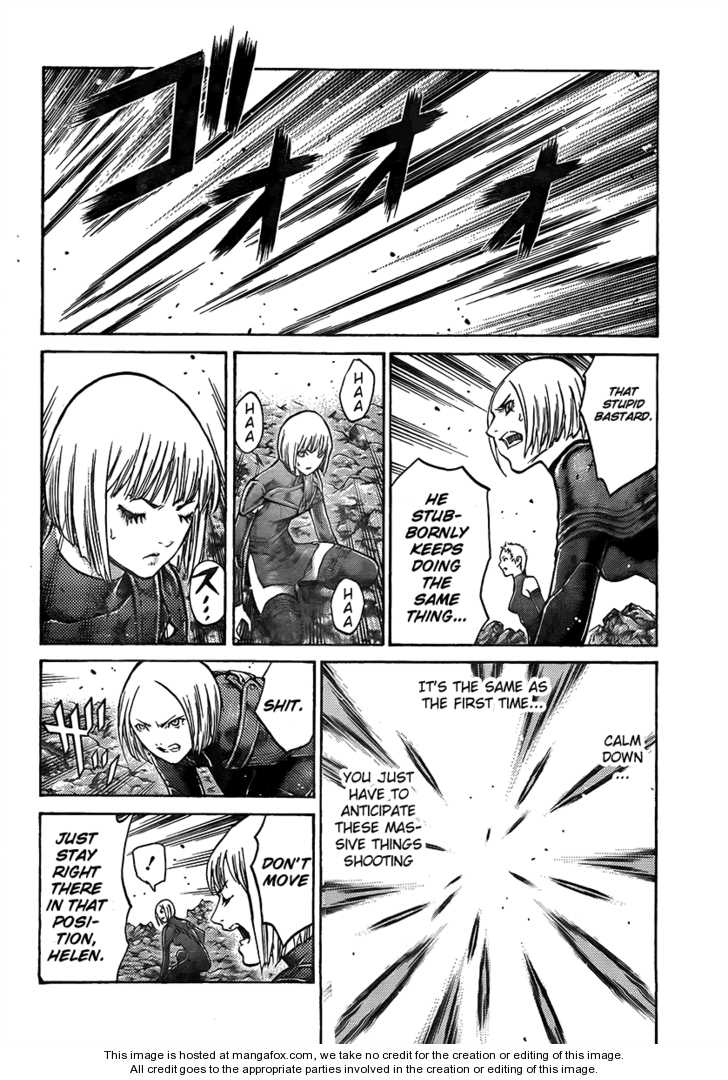 ゴオオオ
THAT
STUPID
BASTARD.
HE
STUB-
BORNLY
KEEPS
DOING
THE
SAME
THING...
HAA
HAA
HAA
ス…
SHIT.
IT'S THE SAME AS
THE FIRST TIME...
CALM
DOWN
...
YOU JUST
HAVE TO
ANTICIPATE
THESE MAS-
SIVE THINGS
SHOOTING
DON'T
MOVE
!
JUST
STAY
RIGHT
THERE
IN THAT
POSI-
TION,
HELEN.
This image is hosted at mangafox.com, we take no credit for the creation or editing of this image.
All credit goes to the appropriate parties involved in the creation or editing of this image.